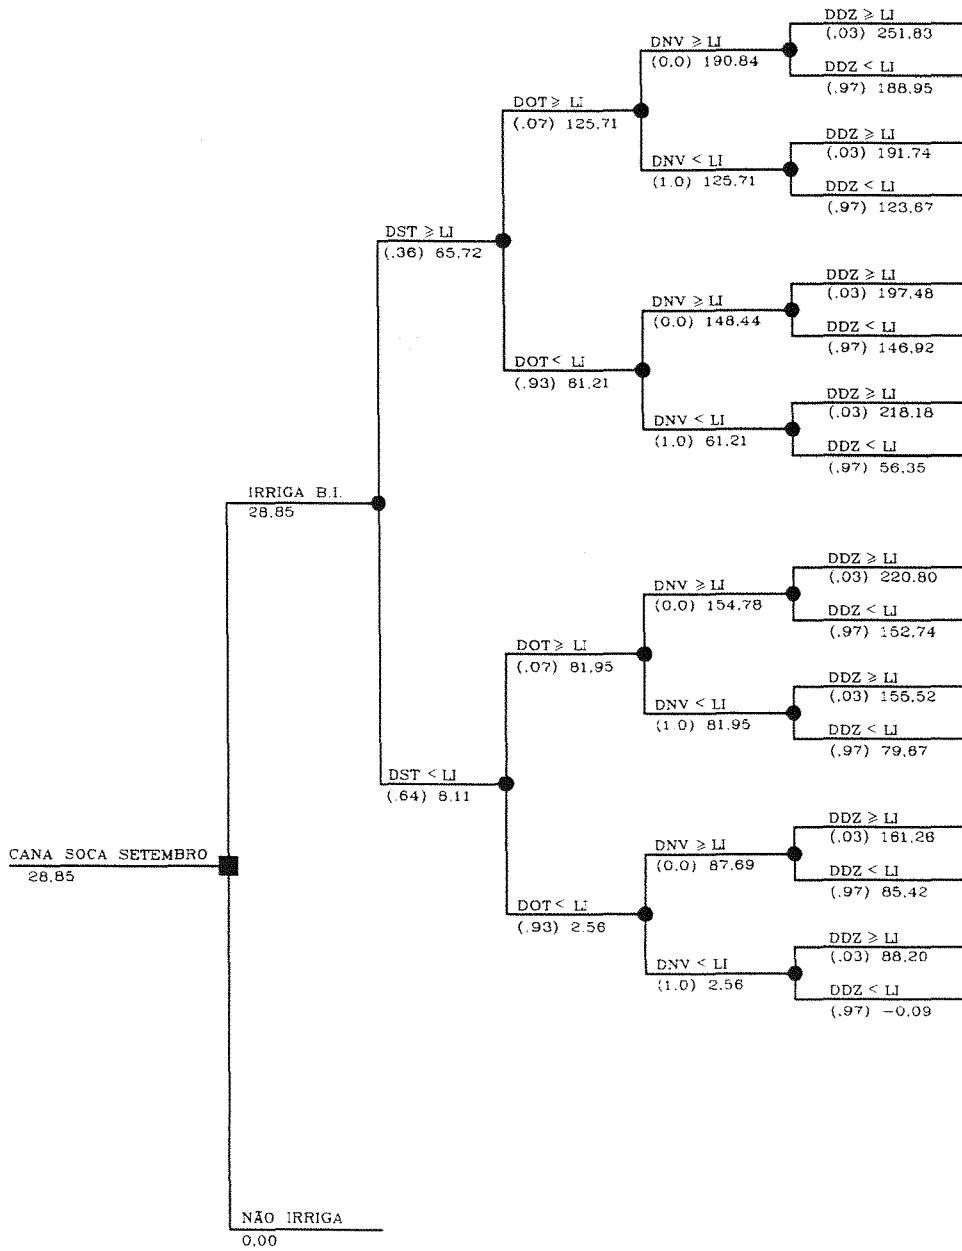 DDZ ⩾ LI
(.03) 251,83
DNV ⩾ LI
(0.0) 190,84
DDZ < LI
(.97) 188,95
DOT ⩾ LI
(.07) 125,71
DDZ ⩾ LI
(.03) 191,74
DNV < LI
(1.0) 125,71
DDZ < LI
(.97) 123,67
DST ⩾ LI
(.36) 65,72
DDZ ⩾ LI
(.03) 197,48
DNV ⩾ LI
(0.0) 148,44
DDZ < LI
(.97) 146,92
DOT < LI
(.93) 61,21
DDZ ⩾ LI
(.03) 218,18
DNV < LI
(1.0) 61,21
DDZ < LI
(.97) 56,35
IRRIGA B.I.
28,85
DDZ ⩾ LI
(.03) 220,80
DNV ⩾ LI
(0.0) 154,78
DDZ < LI
(.97) 152,74
DOT ⩾ LI
(.07) 81,95
DDZ ⩾ LI
(.03) 155,52
DNV < LI
(1.0) 81,95
DDZ < LI
(.97) 79,67
DST < LI
(.64) 8,11
DDZ ⩾ LI
(.03) 161,26
DNV ⩾ LI
(0.0) 87,69
DDZ < LI
(.97) 85,42
CANA SOCA SETEMBRO
28,85
DOT < LI
(.93) 2,56
DDZ ⩾ LI
(.03) 88,20
DNV < LI
(1.0) 2,56
DDZ < LI
(.97) -0,09
NÃO IRRIGA
0,00